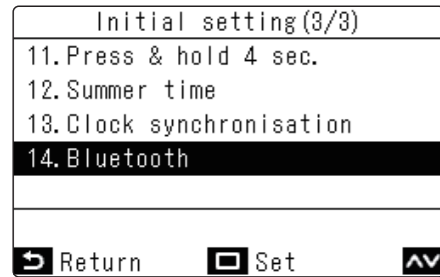 Initial setting(3/3)
11.Press & hold 4 sec.
12.Summer time
13.Clock synchronisation
14.Bluetooth
Return Set